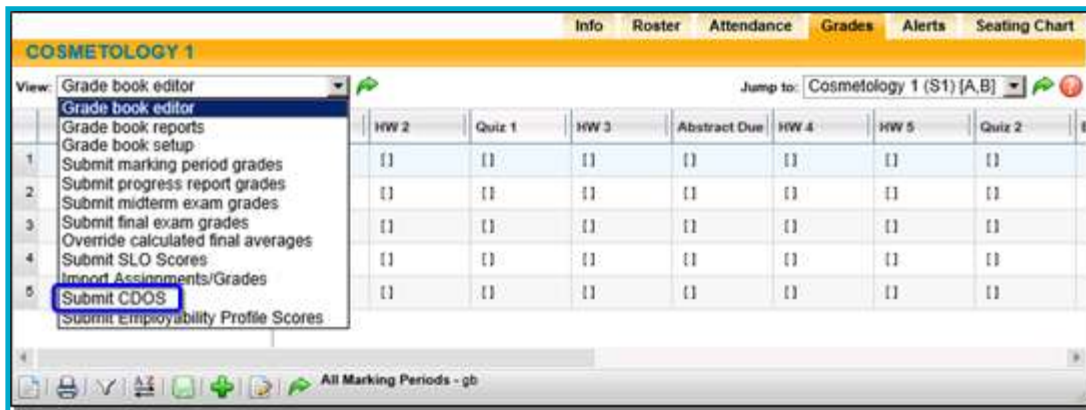 Info Roster Attendance Grades Alerts Seating Chart
COSMETOLOGY 1
View: Grade book editor Jump to: Cosmetology 1 (S1) [A,B]
Grade book editor
Grade book reports
Grade book setup
Submit marking period grades
Submit progress report grades
Submit midterm exam grades
Submit final exam grades
Override calculated final averages
Submit SLO Scores
Import Assignments/Grades
Submit CDOS
Submit Employability Profile Scores
HW 2 Quiz 1 HW 3 Abstract Due HW 4 HW 5 Quiz 2
1 [ ] [ ] [ ] [ ] [ ] [ ] [ ]
2 [ ] [ ] [ ] [ ] [ ] [ ] [ ]
3 [ ] [ ] [ ] [ ] [ ] [ ] [ ]
4 [ ] [ ] [ ] [ ] [ ] [ ] [ ]
5 [ ] [ ] [ ] [ ] [ ] [ ] [ ]
All Marking Periods - gb